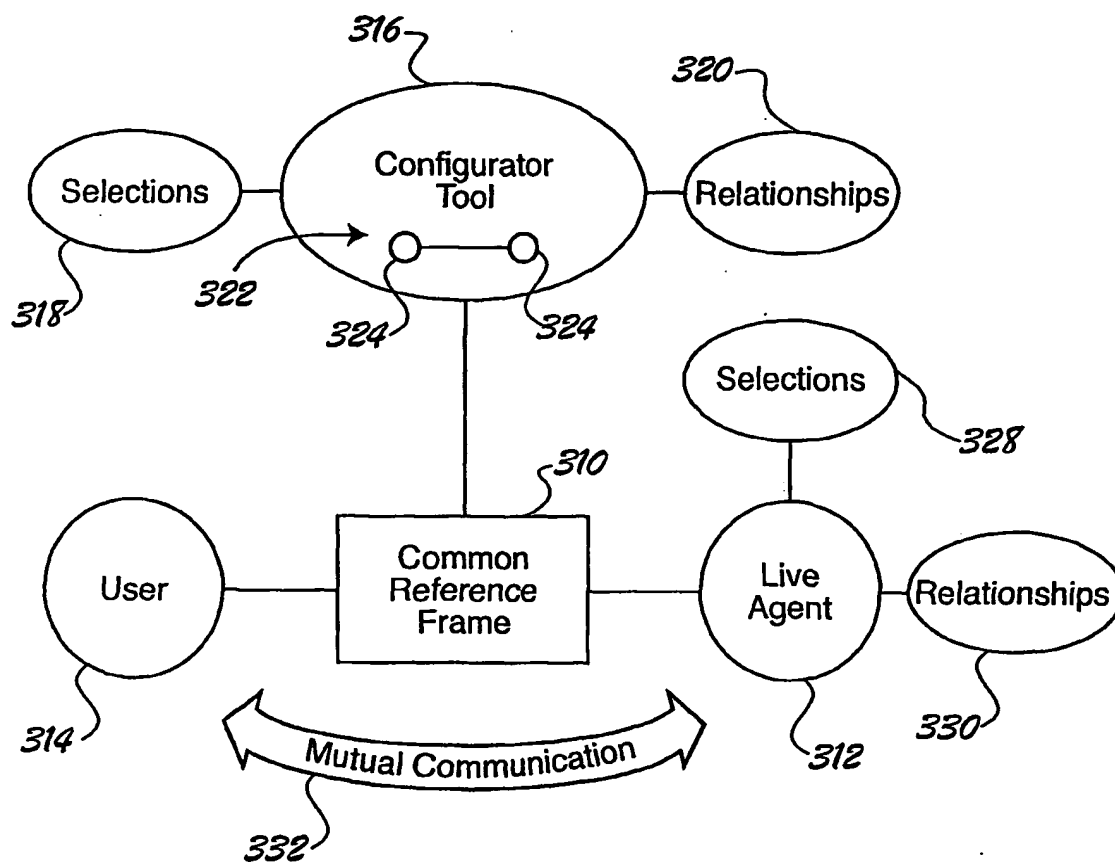 316
320
Selections
Configurator
Tool
Relationships
322
324
324
318
Selections
328
310
User
Common
Reference
Frame
Live
Agent
Relationships
314
Mutual Communication
312
330
332